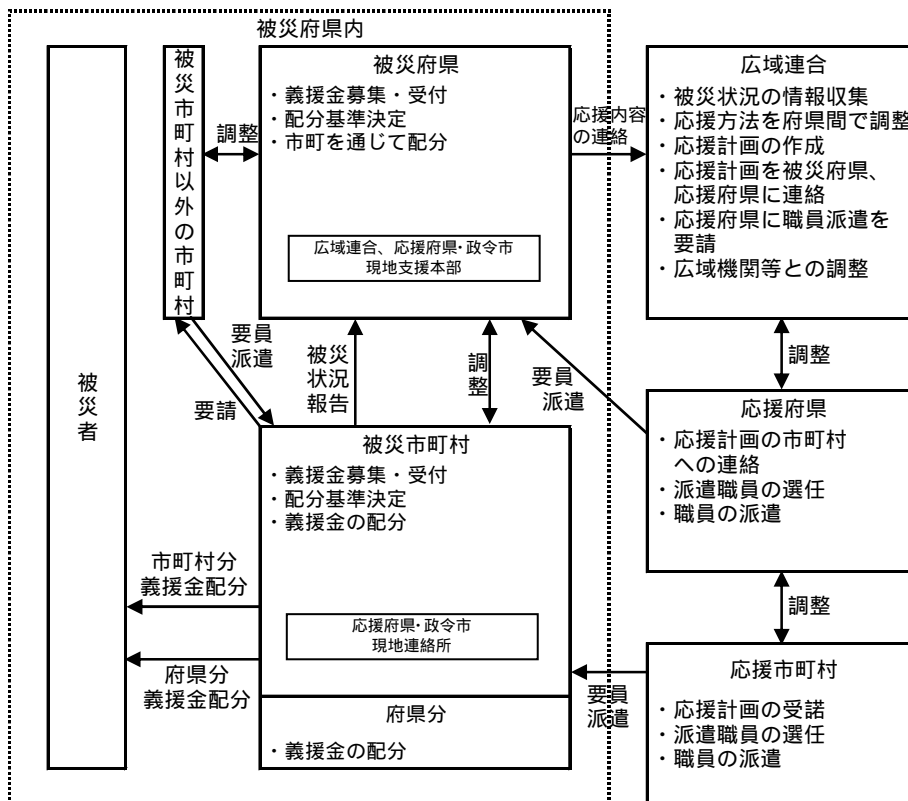 被災府県内
被災者
被災市町村以外の市町村
調整
被災府県
・義援金募集・受付
・配分基準決定
・市町を通じて配分
広域連合、応援府県・政令市
現地支援本部
応援内容
の連絡
広域連合
・被災状況の情報収集
・応援方法を府県間で調整
・応援計画の作成
・応援計画を被災府県、
応援府県に連絡
・応援府県に職員派遣を
要請
・広域機関等との調整
要員
派遣
要請
被災
状況
報告
調整
要員
派遣
調整
応援府県
・応援計画の市町村
への連絡
・派遣職員の選任
・職員の派遣
被災市町村
・義援金募集・受付
・配分基準決定
・義援金の配分
応援府県・政令市
現地連絡所
市町村分
義援金配分
府県分
義援金配分
府県分
・義援金の配分
調整
要員
派遣
応援市町村
・応援計画の受諾
・派遣職員の選任
・職員の派遣